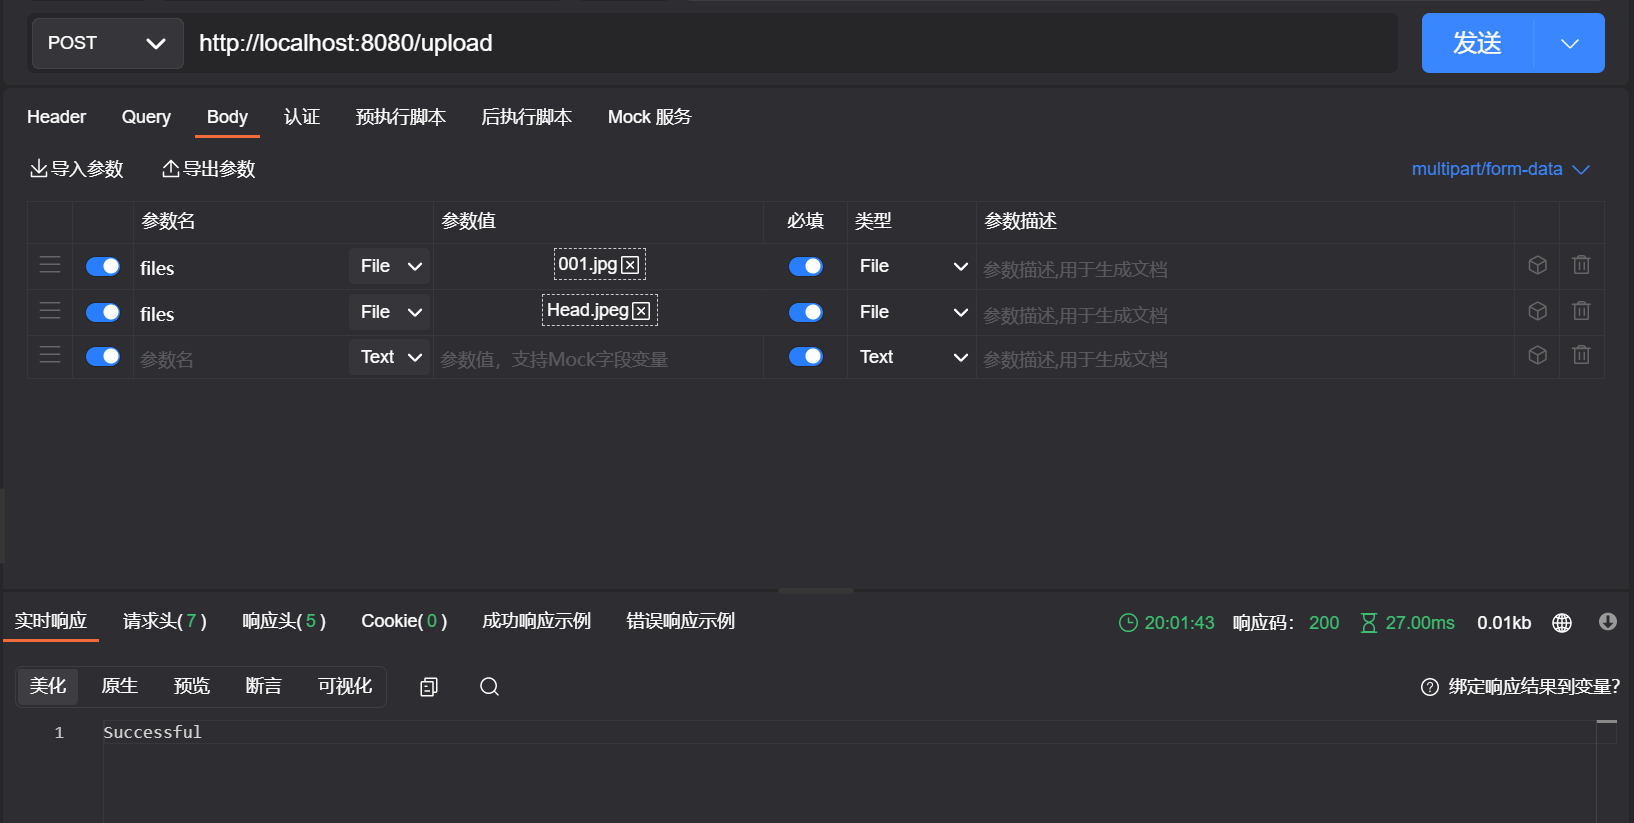 POST http://localhost:8080/upload 发送
Header Query Body 认证 预执行脚本 后执行脚本 Mock 服务
导入参数 导出参数 multipart/form-data
参数名 参数值 必填 类型 参数描述
files File 001.jpg File 参数描述,用于生成文档
files File Head.jpeg File 参数描述,用于生成文档
参数名 Text 参数值，支持Mock字段变量 Text 参数描述,用于生成文档
实时响应 请求头(7) 响应头(5) Cookie(0) 成功响应示例 错误响应示例 20:01:43 响应码： 200 27.00ms 0.01kb
美化 原生 预览 断言 可视化 绑定响应结果到变量?
1 Successful